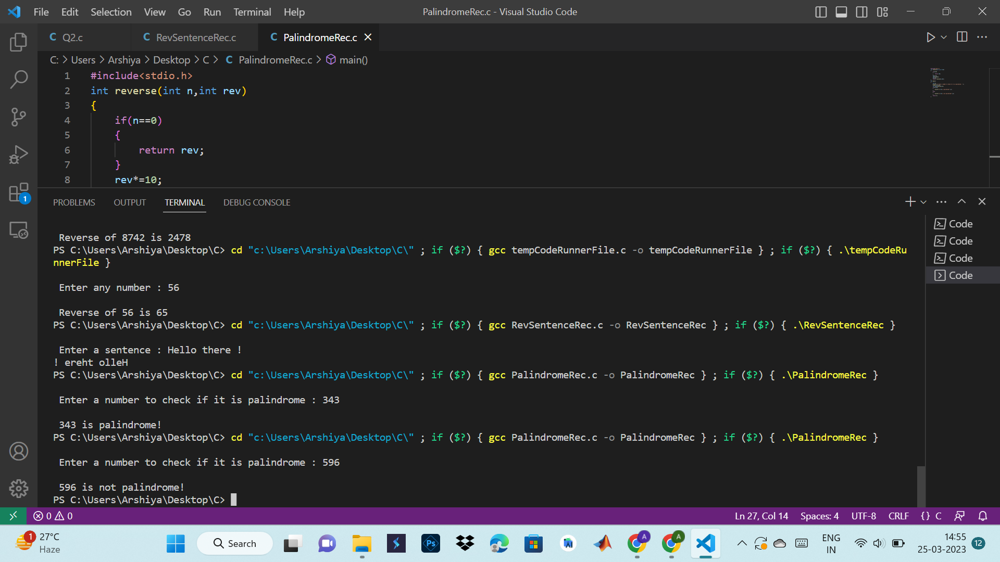 File Edit Selection View Go Run Terminal Help
PalindromeRec.c - Visual Studio Code
C Q2.c
C RevSentenceRec.c
C PalindromeRec.c
C: > Users > Arshiya > Desktop > C > C PalindromeRec.c > main()
1 #include<stdio.h>
2 int reverse(int n,int rev)
3 {
4 if(n==0)
5 {
6 return rev;
7 }
8 rev*=10;
PROBLEMS OUTPUT TERMINAL DEBUG CONSOLE
Reverse of 8742 is 2478
PS C:\Users\Arshiya\Desktop\C> cd "c:\Users\Arshiya\Desktop\C\" ; if ($?) { gcc tempCodeRunnerFile.c -o tempCodeRunnerFile } ; if ($?) { .\tempCodeRu
nnerFile }
Enter any number : 56
Reverse of 56 is 65
PS C:\Users\Arshiya\Desktop\C> cd "c:\Users\Arshiya\Desktop\C\" ; if ($?) { gcc RevSentenceRec.c -o RevSentenceRec } ; if ($?) { .\RevSentenceRec }
Enter a sentence : Hello there !
! ereht olleH
PS C:\Users\Arshiya\Desktop\C> cd "c:\Users\Arshiya\Desktop\C\" ; if ($?) { gcc PalindromeRec.c -o PalindromeRec } ; if ($?) { .\PalindromeRec }
Enter a number to check if it is palindrome : 343
343 is palindrome!
PS C:\Users\Arshiya\Desktop\C> cd "c:\Users\Arshiya\Desktop\C\" ; if ($?) { gcc PalindromeRec.c -o PalindromeRec } ; if ($?) { .\PalindromeRec }
Enter a number to check if it is palindrome : 596
596 is not palindrome!
PS C:\Users\Arshiya\Desktop\C>
Code
Code
Code
Code
1
0 0
Ln 27, Col 14 Spaces: 4 UTF-8 CRLF {} C
1
27°C
Haze
Search
Ps
A
A
ENG
IN
14:55
25-03-2023
12